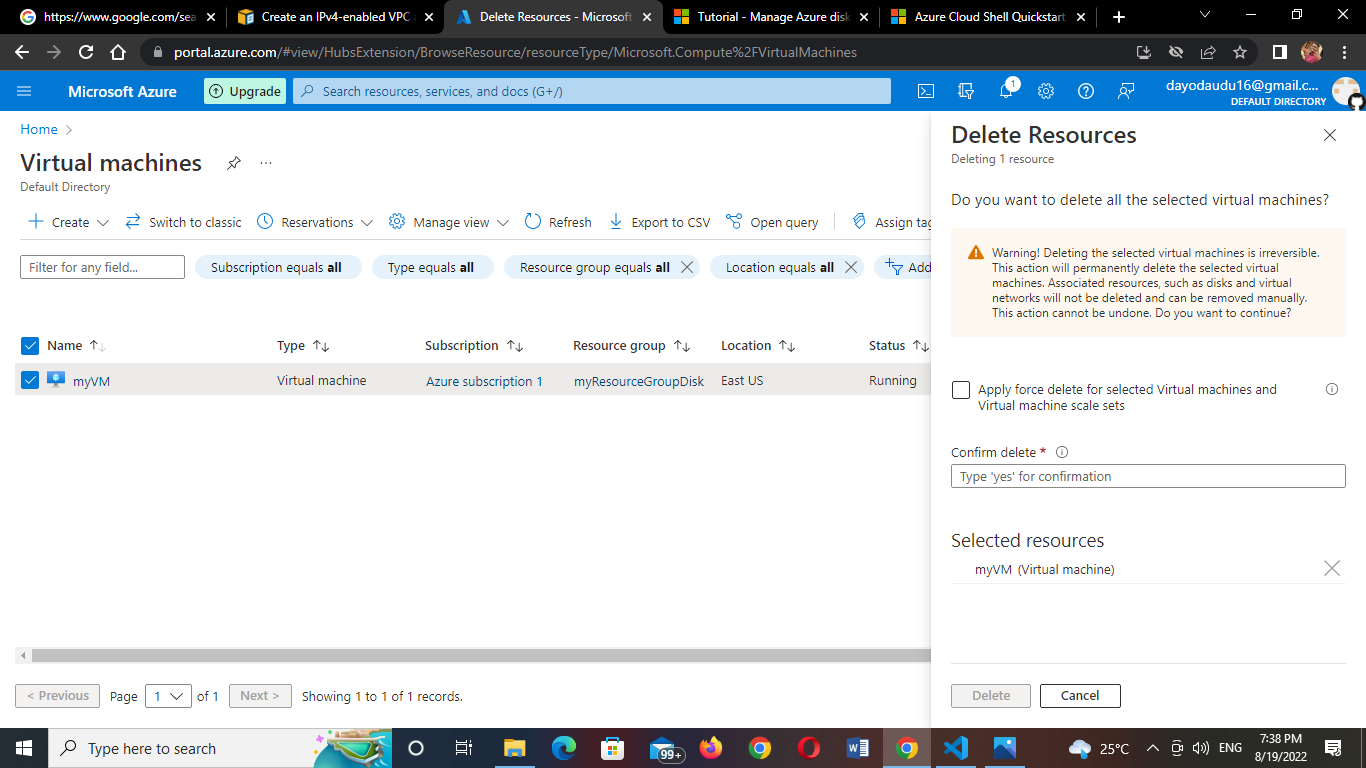 https://www.google.com/sea
Create an IPv4-enabled VPC
Delete Resources - Microsoft
Tutorial - Manage Azure disk
Azure Cloud Shell Quickstart
portal.azure.com/#view/HubsExtension/BrowseResource/resourceType/Microsoft.Compute%2FVirtualMachines
Microsoft Azure
Upgrade
Search resources, services, and docs (G+/)
1
dayodaudu16@gmail.c...
DEFAULT DIRECTORY
Home
Virtual machines
...
Default Directory
Create
Switch to classic
Reservations
Manage view
Refresh
Export to CSV
Open query
Assign tag
Filter for any field...
Subscription equals all
Type equals all
Resource group equals all
Location equals all
Add
Name
Type
Subscription
Resource group
Location
Status
myVM
Virtual machine
Azure subscription 1
myResourceGroupDisk
East US
Running
< Previous
Page
1
of 1
Next >
Showing 1 to 1 of 1 records.
Delete Resources
Deleting 1 resource
Do you want to delete all the selected virtual machines?
Warning! Deleting the selected virtual machines is irreversible.
This action will permanently delete the selected virtual
machines. Associated resources, such as disks and virtual
networks will not be deleted and can be removed manually.
This action cannot be undone. Do you want to continue?
Apply force delete for selected Virtual machines and
Virtual machine scale sets
Confirm delete *
Type 'yes' for confirmation
Selected resources
myVM (Virtual machine)
Delete
Cancel
Type here to search
99+
25°C
ENG
7:38 PM
8/19/2022